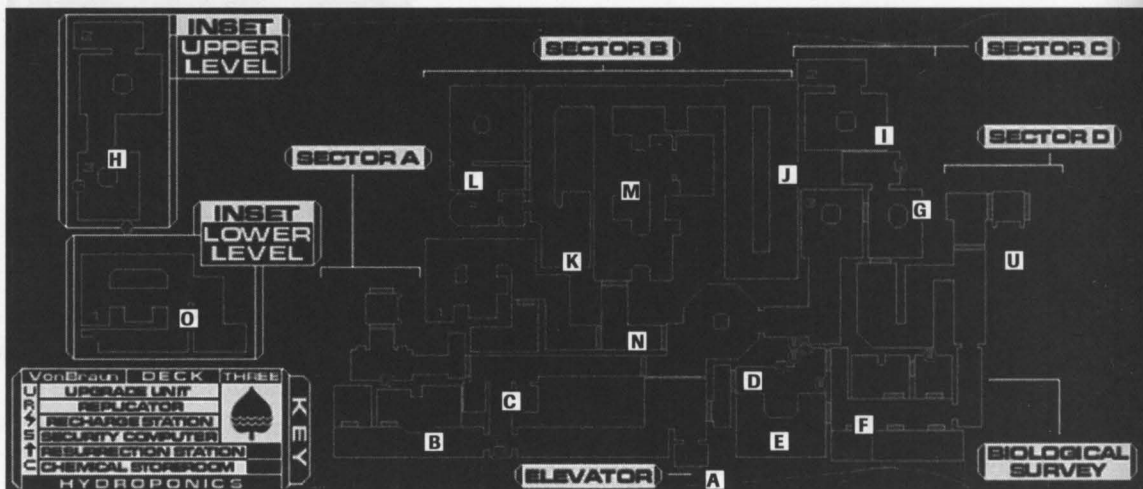 INSET
UPPER
LEVEL
SECTOR B
SECTOR C
SECTOR A
SECTOR D
INSET
LOWER
LEVEL
H
L
M
J
I
G
K
U
O
N
C
D
B
E
F
A
VonBraun DECK THREE
U UPGRADE UNIT
R REPLICATOR
RECHARGE STATION
S SECURITY COMPUTER
RESURRECTION STATION
C CHEMICAL STOREROOM
HYDROPONICS
KEY
ELEVATOR
BIOLOGICAL
SURVEY